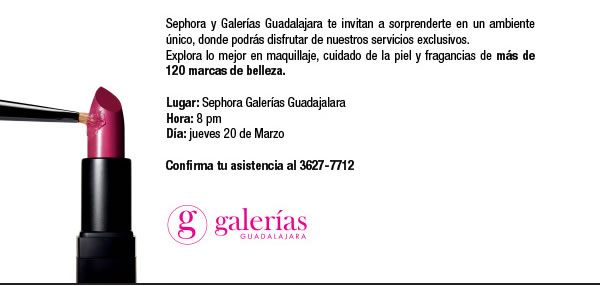 Sephora y Galerías Guadalajara te invitan a sorprenderte en un ambiente
único, donde podrás disfrutar de nuestros servicios exclusivos.
Explora lo mejor en maquillaje, cuidado de la piel y fragancias de más de
120 marcas de belleza.
Lugar: Sephora Galerías Guadajalara
Hora: 8 pm
Día: jueves 20 de Marzo
Confirma tu asistencia al 3627-7712
g galerías
GUADALAJARA